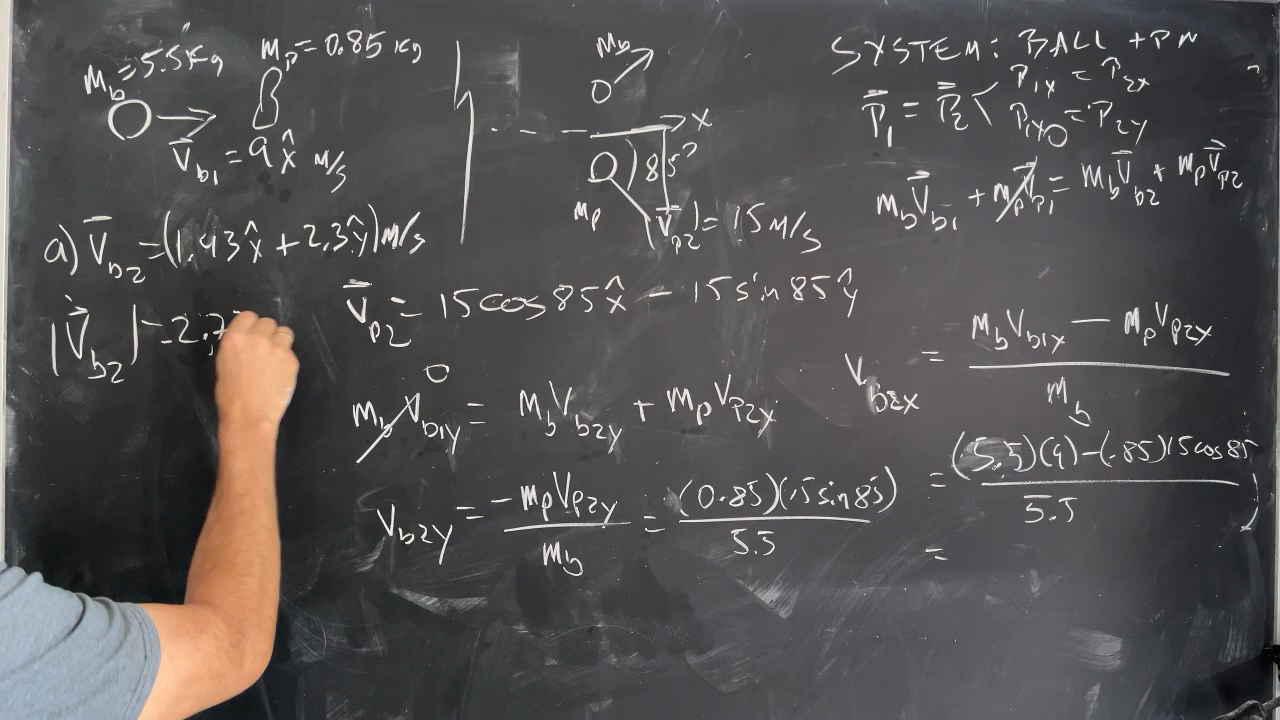 M_b = 5.5 Kg
M_p = 0.85 Kg
V⃗_b1 = 9 x̂ M/S
M_b
X
85°
M_p
|V⃗_p2| = 15 M/S
SYSTEM: BALL + PIN
P⃗_1 = P⃗_2 <
P_1x = P_2x
P_1y = P_2y
0
M_b V⃗_b1 + M_p V⃗_p1 = M_b V⃗_b2 + M_p V⃗_p2
a) V⃗_b2 = (1.43 x̂ + 2.3 ŷ) M/S
|V⃗_b2| = 2.7
V⃗_p2 = 15 cos 85 x̂ - 15 sin 85 ŷ
0
M_b V_b1y = M_b V_b2y + M_p V_p2y
V_b2y = -M_p V_p2y / M_b = (0.85)(15 sin 85) / 5.5
V_b2x = M_b V_b1x - M_p V_p2x / M_b
= (5.5)(9) - (.85)15 cos 85 / 5.5
=